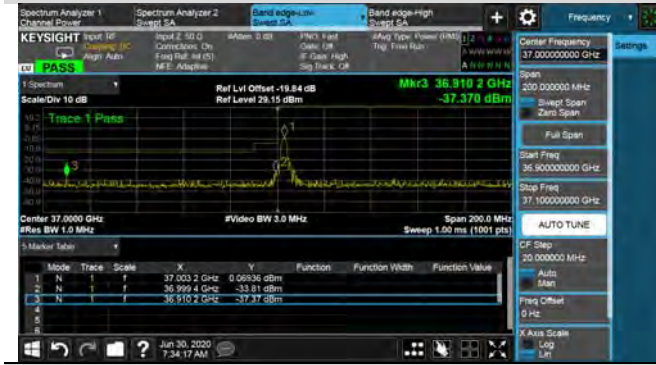 Spectrum Analyzer 1
Channel Power
Spectrum Analyzer 2
Swept SA
Band edge-Low
Swept SA
Band edge-High
Swept SA
Frequency
KEYSIGHT
Input: RF
Coupling: DC
Align: Auto
Input Z: 50 Ω
Corrections: On
Freq Ref: Int (S)
NFE: Adaptive
#Atten: 0 dB
PNO: Fast
Gate: Off
IF Gain: High
Sig Track: Off
#Avg Type: Power (RMS)
Trig: Free Run
PASS
1 Spectrum
Scale/Div 10 dB
Ref Lvl Offset -19.84 dB
Ref Level 29.15 dBm
Mkr3 36.910 2 GHz
-37.370 dBm
Trace 1 Pass
Center 37.0000 GHz
#Res BW 1.0 MHz
#Video BW 3.0 MHz
Span 200.0 MHz
Sweep 1.00 ms (1001 pts)
5 Marker Table
Mode Trace Scale X Y Function Function Width Function Value
1 N 1 f 37.003 2 GHz 0.06936 dBm
2 N 1 f 36.999 4 GHz -33.81 dBm
3 N 1 f 36.910 2 GHz -37.37 dBm
4
5
6
Jun 30, 2020
7:34:17 AM
Center Frequency
37.000000000 GHz
Settings
Span
200.000000 MHz
Swept Span
Zero Span
Full Span
Start Freq
36.900000000 GHz
Stop Freq
37.100000000 GHz
AUTO TUNE
CF Step
20.000000 MHz
Auto
Man
Freq Offset
0 Hz
X Axis Scale
Log
Lin